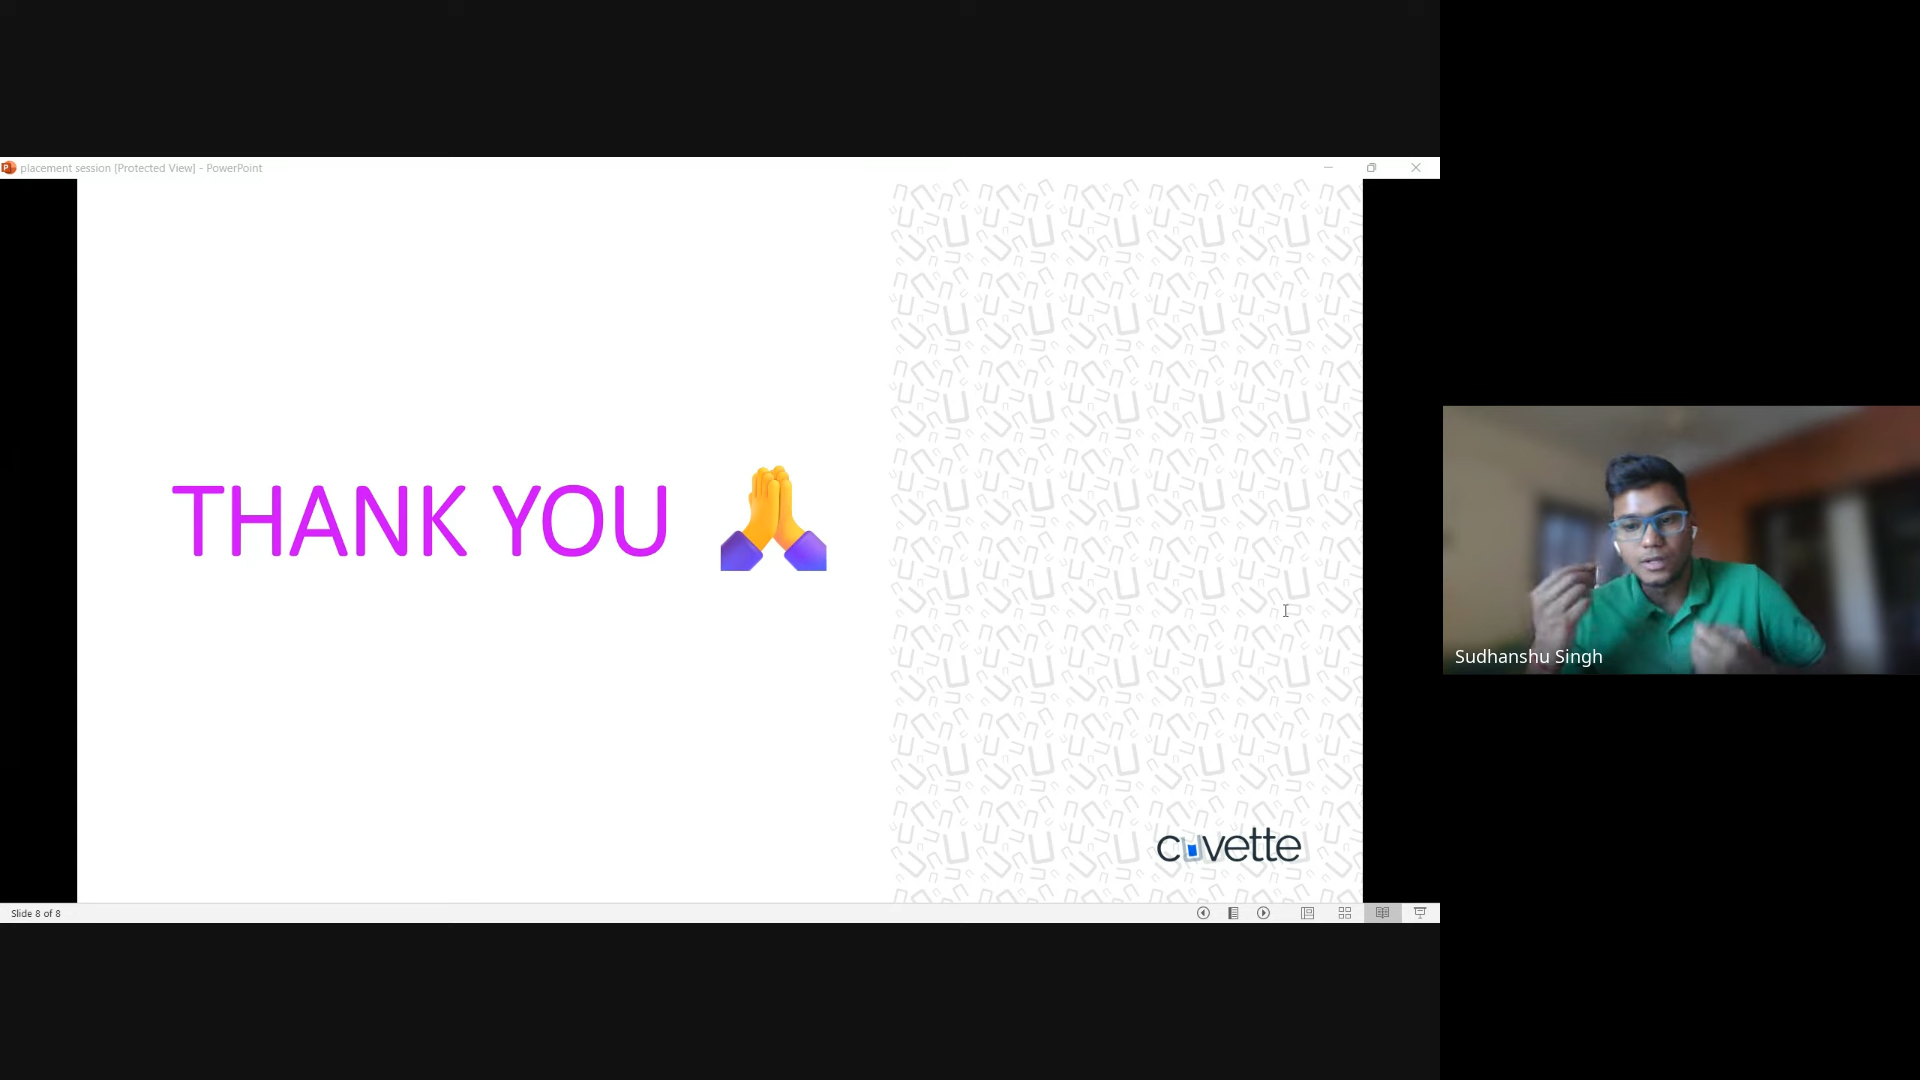 placement session [Protected View] - PowerPoint
THANK YOU
cuvette
Sudhanshu Singh
Slide 8 of 8